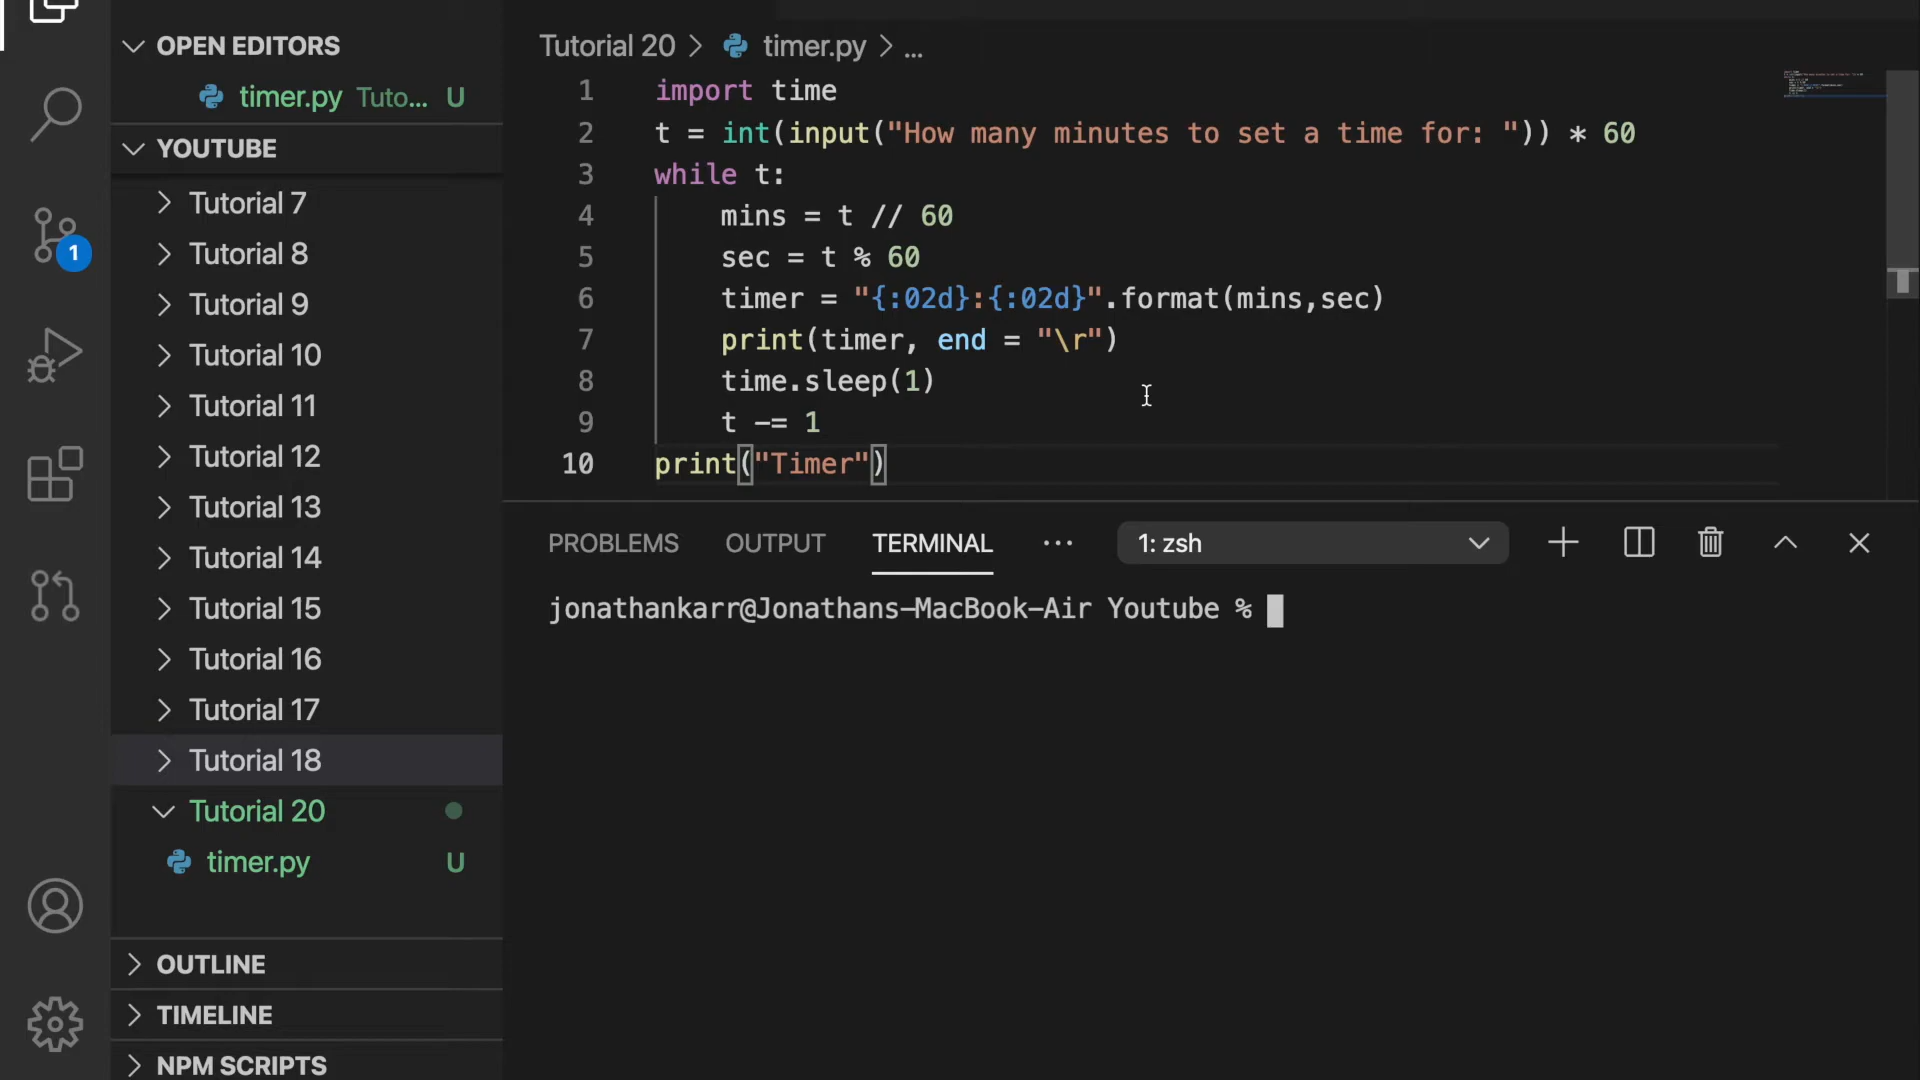 OPEN EDITORS
timer.py Tuto... U
YOUTUBE
Tutorial 7
Tutorial 8
Tutorial 9
Tutorial 10
Tutorial 11
Tutorial 12
Tutorial 13
Tutorial 14
Tutorial 15
Tutorial 16
Tutorial 17
Tutorial 18
Tutorial 20
timer.py U
OUTLINE
TIMELINE
NPM SCRIPTS
1
Tutorial 20 > timer.py > ...
1 import time
2 t = int(input("How many minutes to set a time for: ")) * 60
3 while t:
4 mins = t // 60
5 sec = t % 60
6 timer = "{:02d}:{:02d}".format(mins,sec)
7 print(timer, end = "\r")
8 time.sleep(1)
9 t -= 1
10 print("Timer")
PROBLEMS OUTPUT TERMINAL ... 1: zsh
jonathankarr@Jonathans-MacBook-Air Youtube %